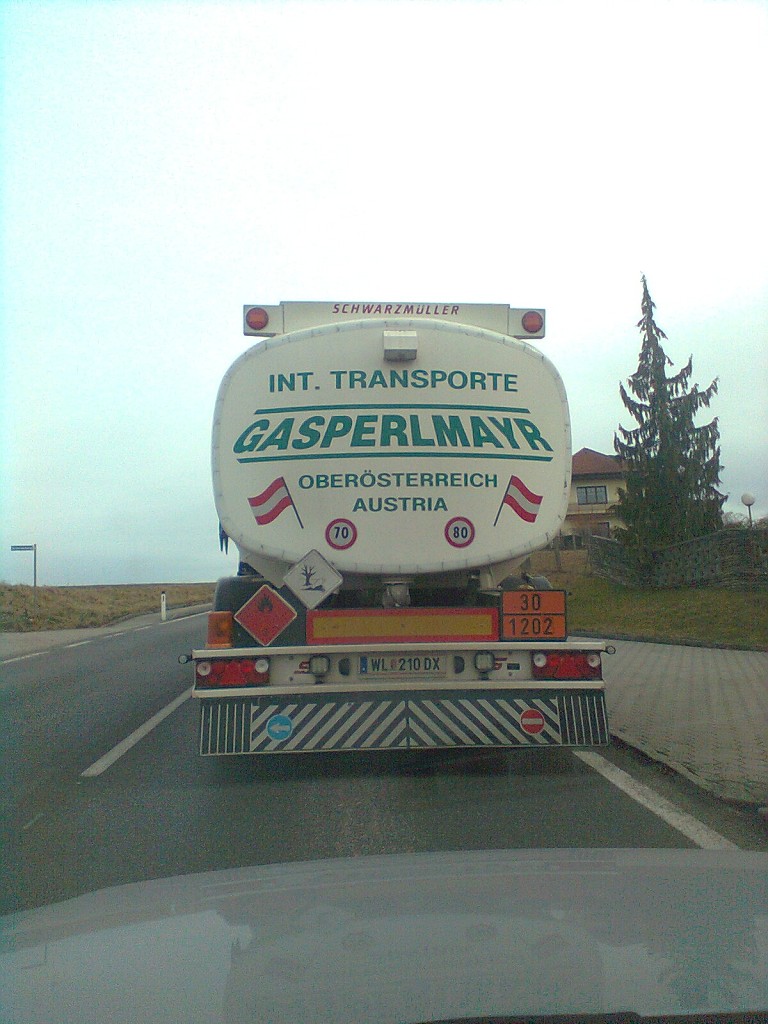 SCHWARZMÜLLER
INT. TRANSPORTE
GASPERLMAYR
OBERÖSTERREICH
AUSTRIA
70
80
30
1202
WL 210 DX